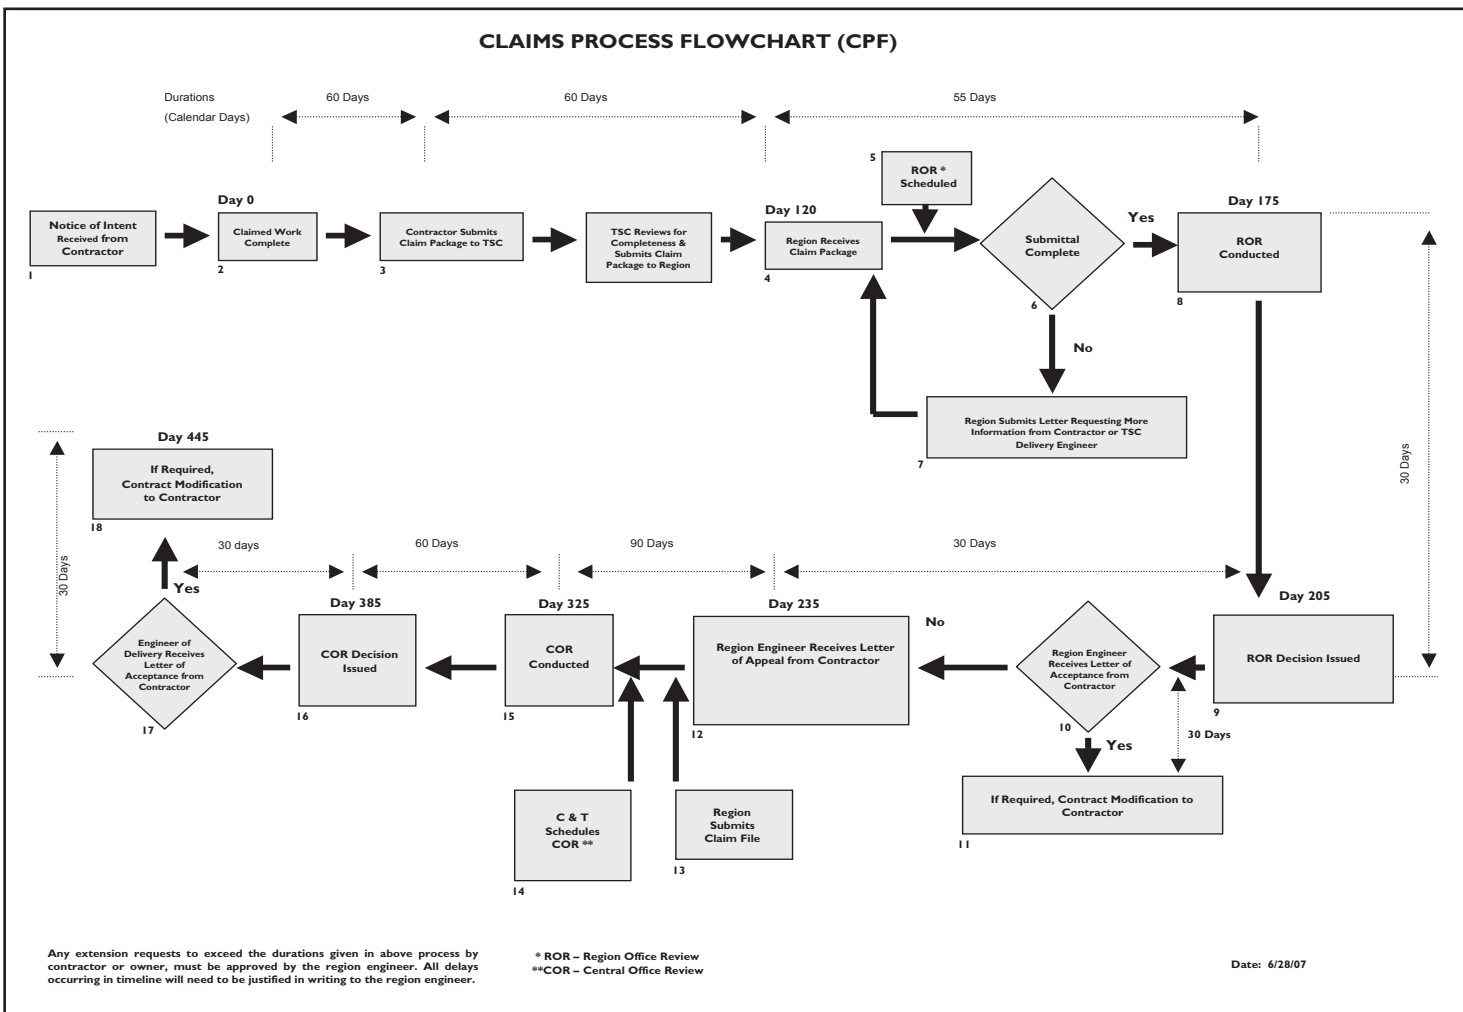 CLAIMS PROCESS FLOWCHART (CPF)
Durations
(Calendar Days)
60 Days
60 Days
55 Days
Notice of Intent
Received from
Contractor
1
Day 0
Claimed Work
Complete
2
Contractor Submits
Claim Package to TSC
3
TSC Reviews for
Completeness &
Submits Claim
Package to Region
Day 120
Region Receives
Claim Package
4
5
ROR *
Scheduled
Submittal
Complete
6
Yes
No
Day 175
ROR
Conducted
8
Region Submits Letter Requesting More
Information from Contractor or TSC
Delivery Engineer
7
30 Days
Day 205
ROR Decision Issued
9
30 Days
Region Engineer
Receives Letter of
Acceptance from
Contractor
10
Yes
30 Days
If Required, Contract Modification to
Contractor
11
No
Day 235
Region Engineer Receives Letter
of Appeal from Contractor
12
90 Days
Region
Submits
Claim File
13
C & T
Schedules
COR **
14
Day 325
COR
Conducted
15
60 Days
Day 385
COR Decision
Issued
16
30 days
Engineer of
Delivery Receives
Letter of
Acceptance from
Contractor
17
Yes
30 Days
Day 445
If Required,
Contract Modification
to Contractor
18
Any extension requests to exceed the durations given in above process by
contractor or owner, must be approved by the region engineer. All delays
occurring in timeline will need to be justified in writing to the region engineer.
* ROR – Region Office Review
**COR – Central Office Review
Date: 6/28/07